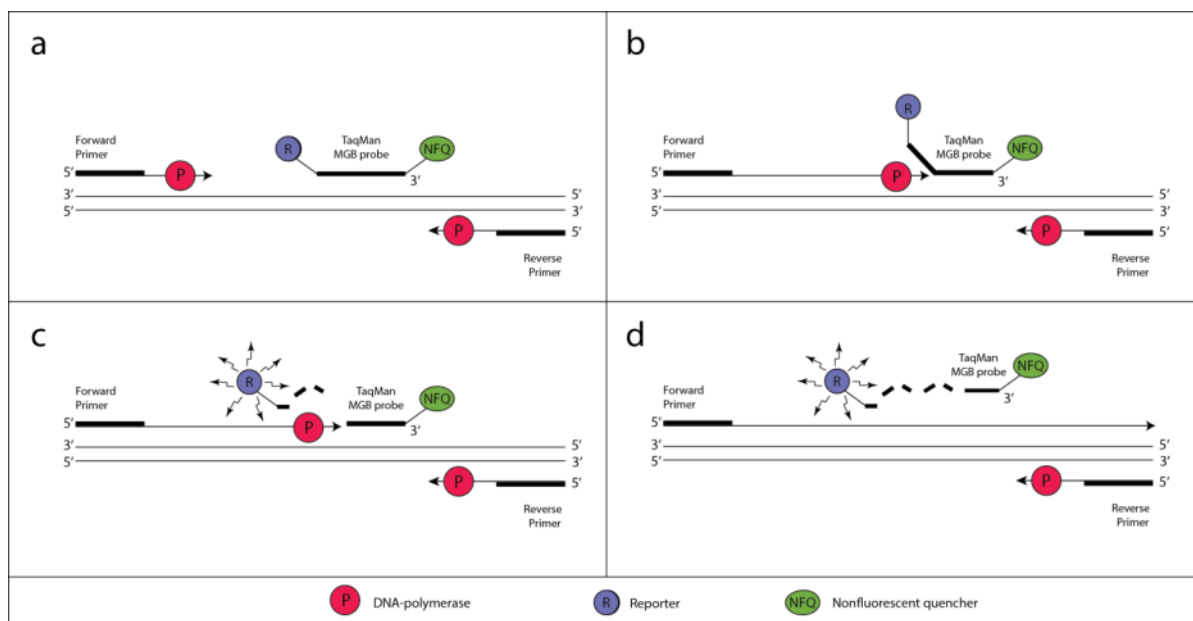 a
Forward
Primer
5′
P
R
TaqMan
MGB probe
NFQ
3′
3′
5′
5′
3′
P
5′
Reverse
Primer
b
Forward
Primer
5′
P
R
TaqMan
MGB probe
NFQ
3′
3′
5′
5′
3′
P
5′
Reverse
Primer
c
Forward
Primer
5′
R
P
TaqMan
MGB probe
NFQ
3′
3′
5′
5′
3′
P
5′
Reverse
Primer
d
Forward
Primer
5′
R
TaqMan
MGB probe
NFQ
3′
3′
5′
5′
3′
P
5′
Reverse
Primer
P DNA-polymerase
R Reporter
NFQ Nonfluorescent quencher